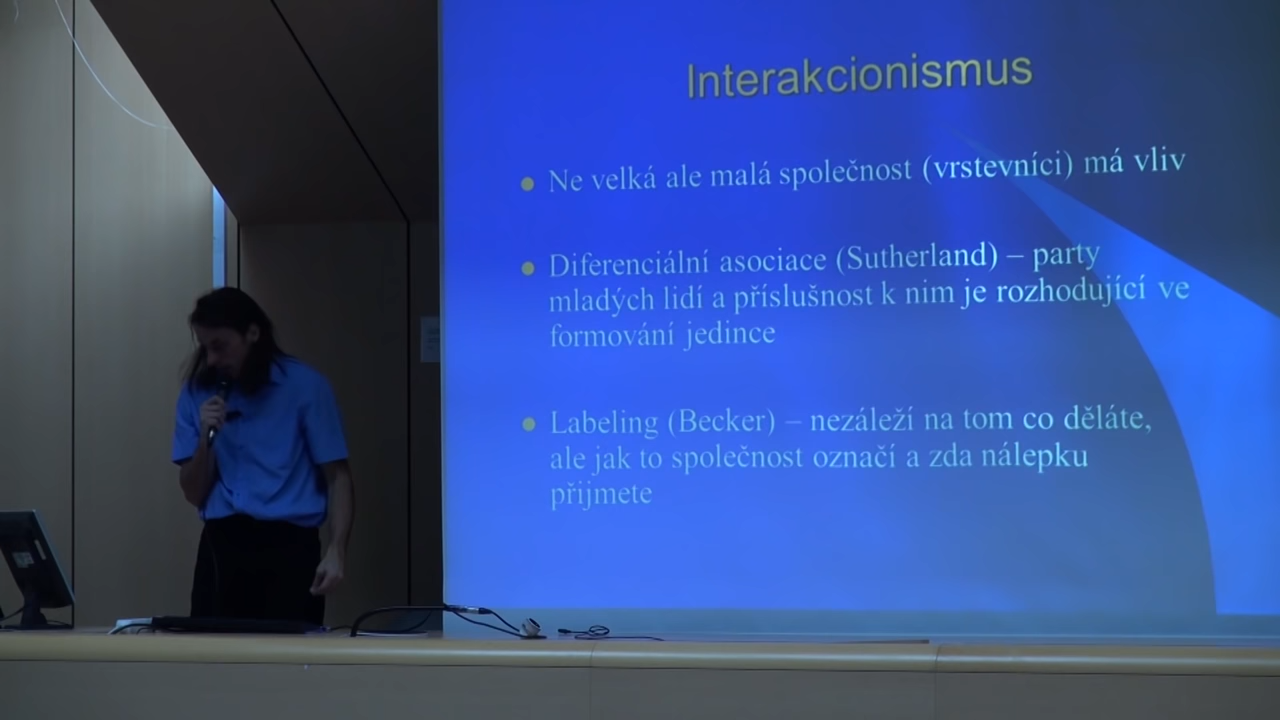 Interakcionismus
Ne velká ale malá společnost (vrstevníci) má vliv
Diferenciální asociace (Sutherland) – party
mladých lidí a příslušnost k nim je rozhodující ve
formování jedince
Labeling (Becker) – nezáleží na tom co děláte,
ale jak to společnost označí a zda nálepku
přijmete